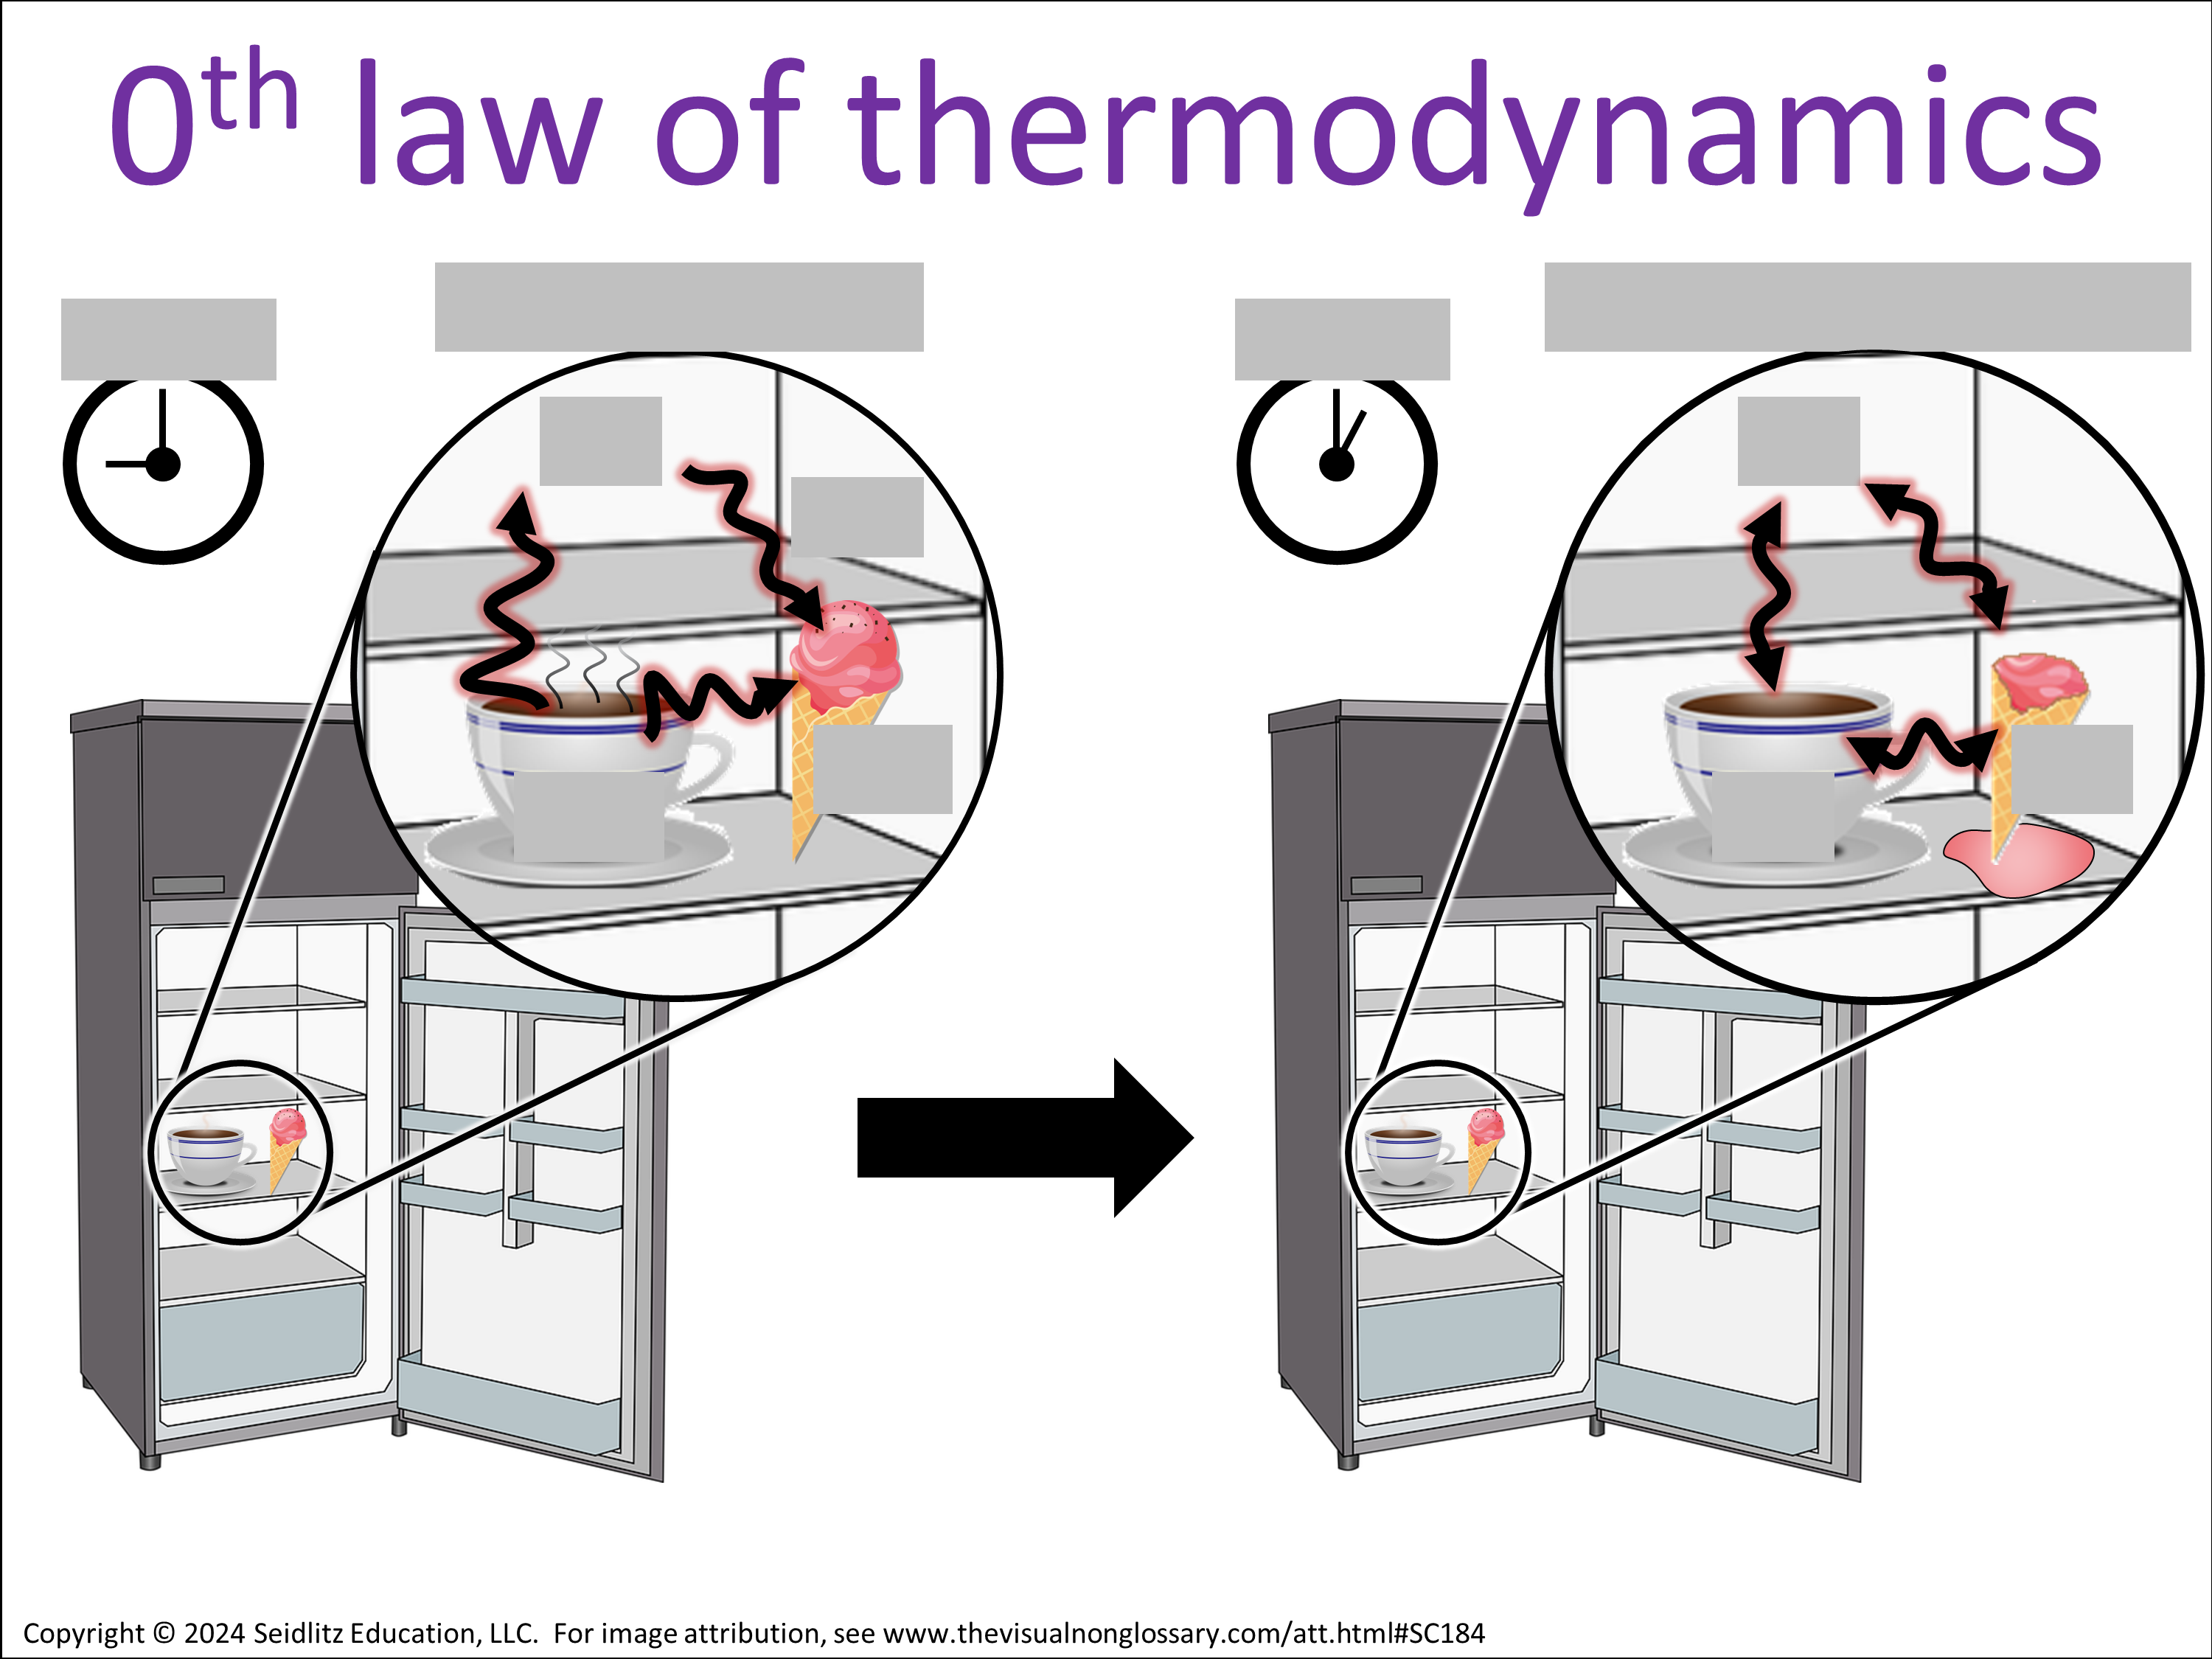 0th law of thermodynamics
Copyright © 2024 Seidlitz Education, LLC.  For image attribution, see www.thevisualnonglossary.com/att.html#SC184